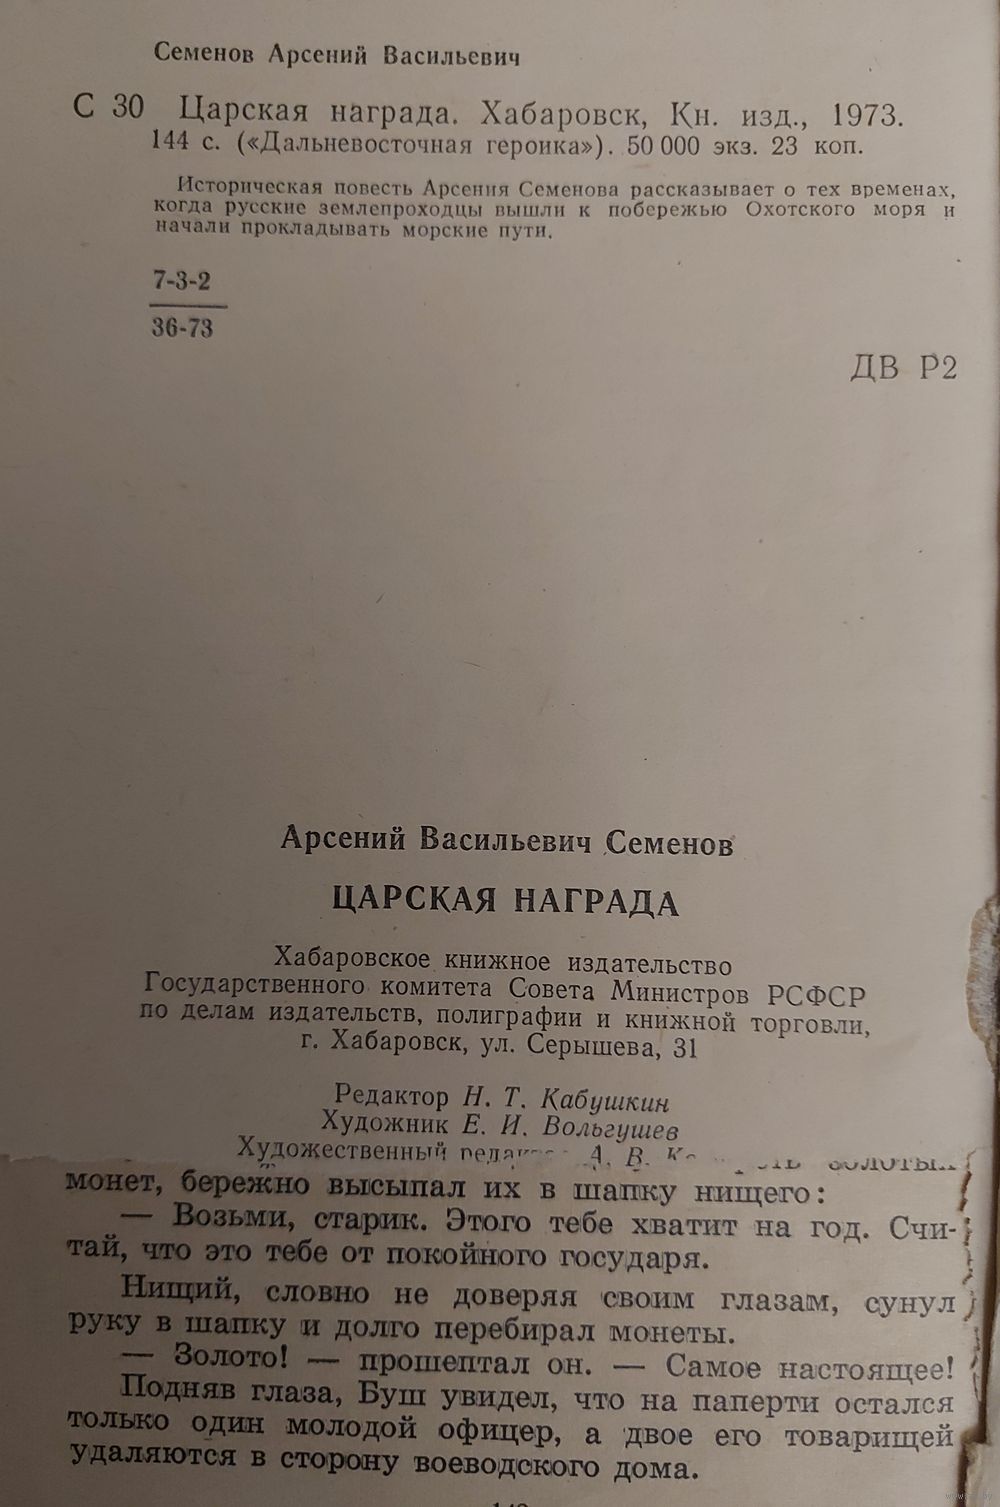 Семенов Арсений Васильевич
С 30 Царская награда. Хабаровск, Кн. изд., 1973.
144 с. («Дальневосточная героика»). 50 000 экз. 23 коп.
Историческая повесть Арсения Семенова рассказывает о тех временах,
когда русские землепроходцы вышли к побережью Охотского моря и
начали прокладывать морские пути.
7-3-2
36-73
ДВ Р2
Арсений Васильевич Семенов
ЦАРСКАЯ НАГРАДА
Хабаровское книжное издательство
Государственного комитета Совета Министров РСФСР
по делам издательств, полиграфии и книжной торговли,
г. Хабаровск, ул. Серышева, 31
Редактор Н. Т. Кабушкин
Художник Е. И. Вольгушев
Художественный А. В.
монет, бережно высыпал их в шапку нищего:
— Возьми, старик. Этого тебе хватит на год. Счи-
тай, что это тебе от покойного государя.
Нищий, словно не доверяя своим глазам, сунул
руку в шапку и долго перебирал монеты.
— Золото! — прошептал он. — Самое настоящее!
Подняв глаза, Буш увидел, что на паперти остался
только один молодой офицер, а двое его товарищей
удаляются в сторону воеводского дома.